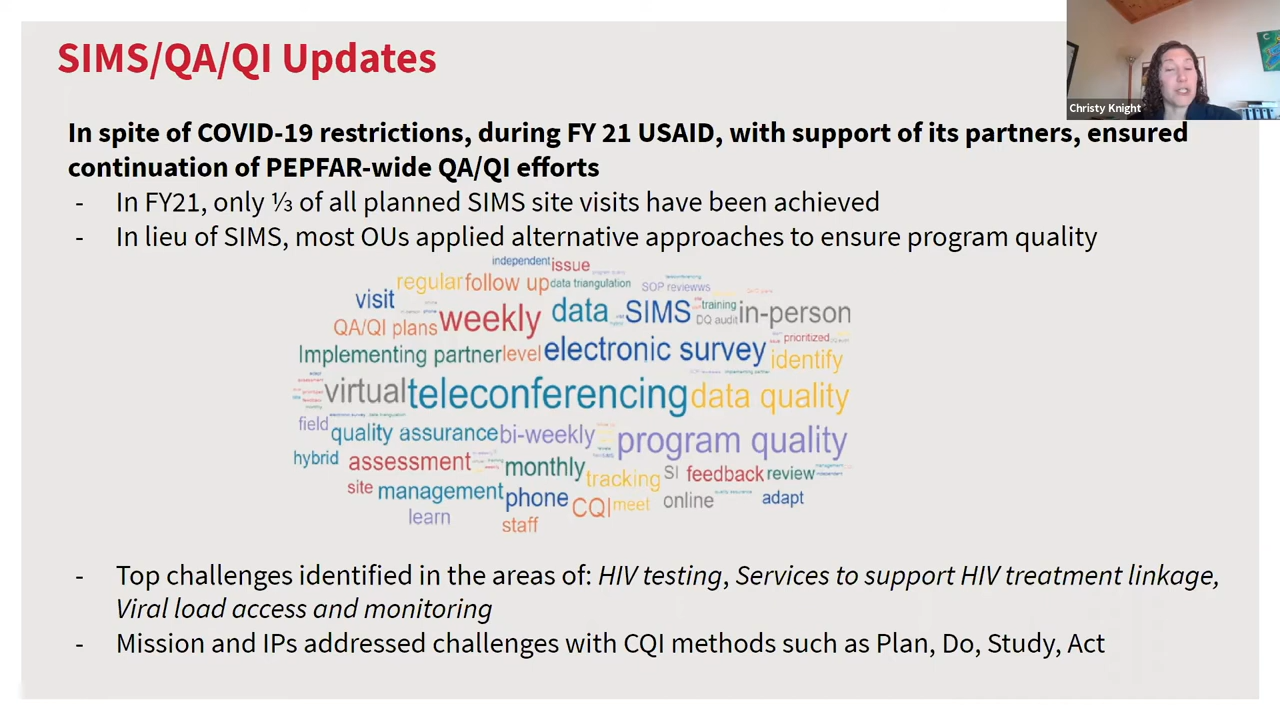 SIMS/QA/QI Updates
Christy Knight
In spite of COVID-19 restrictions, during FY 21 USAID, with support of its partners, ensured
continuation of PEPFAR-wide QA/QI efforts
- In FY21, only ⅓ of all planned SIMS site visits have been achieved
- In lieu of SIMS, most OUs applied alternative approaches to ensure program quality
independent issue
regular follow up data triangulation SOP reviewws
visit data SIMS training in-person
QA/QI plans weekly DQ audit
Implementing partner level electronic survey identify prioritized
virtual teleconferencing data quality
field quality assurance bi-weekly program quality
hybrid assessment monthly tracking SI feedback review
site management phone CQI meet online adapt
learn staff
- Top challenges identified in the areas of: HIV testing, Services to support HIV treatment linkage,
Viral load access and monitoring
- Mission and IPs addressed challenges with CQI methods such as Plan, Do, Study, Act